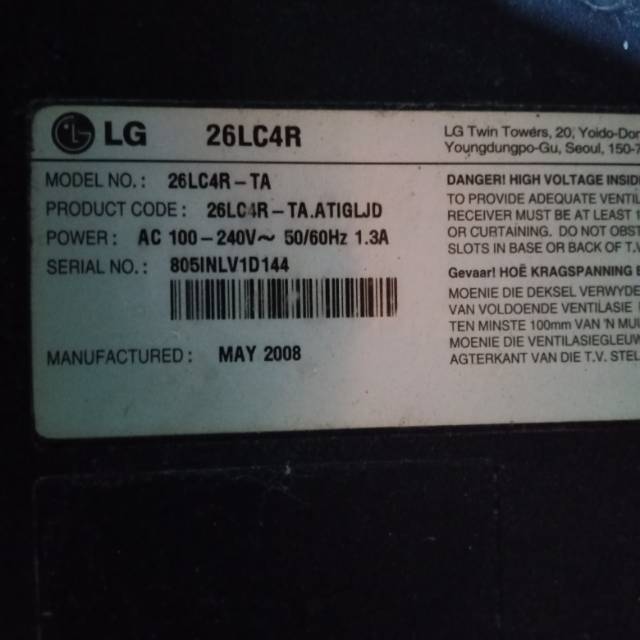 LG 26LC4R
LG Twin Towers, 20, Yoido-Dor
Youngdungpo-Gu, Seoul, 150-7
MODEL NO.: 26LC4R-TA
PRODUCT CODE: 26LC4R-TA.ATIGLJD
POWER: AC 100-240V~ 50/60Hz 1.3A
SERIAL NO.: 805INLV1D144
MANUFACTURED: MAY 2008
DANGER! HIGH VOLTAGE INSID
TO PROVIDE ADEQUATE VENTIL
RECEIVER MUST BE AT LEAST
OR CURTAINING. DO NOT OBST
SLOTS IN BASE OR BACK OF T.V
Gevaar! HOË KRAGSPANNING
MOENIE DIE DEKSEL VERWYDE
VAN VOLDOENDE VENTILASIE
TEN MINSTE 100mm VAN 'N MU
MOENIE DIE VENTILASIEGLEUW
AGTERKANT VAN DIE T.V. STEL